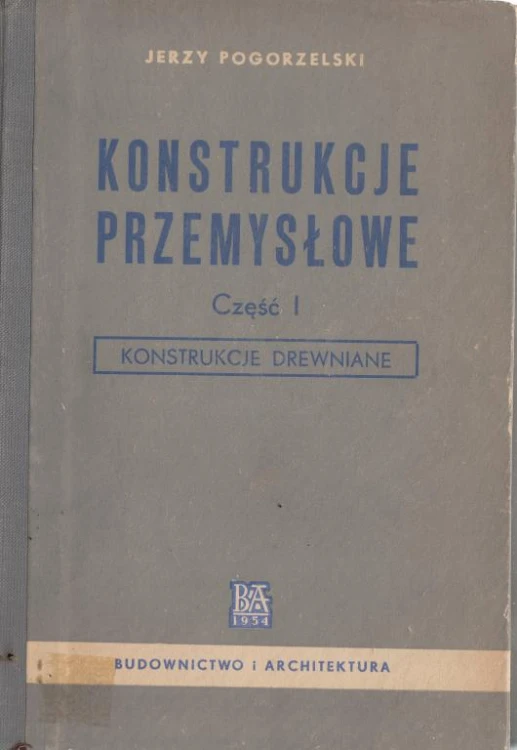 JERZY POGORZELSKI
KONSTRUKCJE
PRZEMYSŁOWE
Część I
KONSTRUKCJE DREWNIANE
BA
1954
BUDOWNICTWO i ARCHITEKTURA